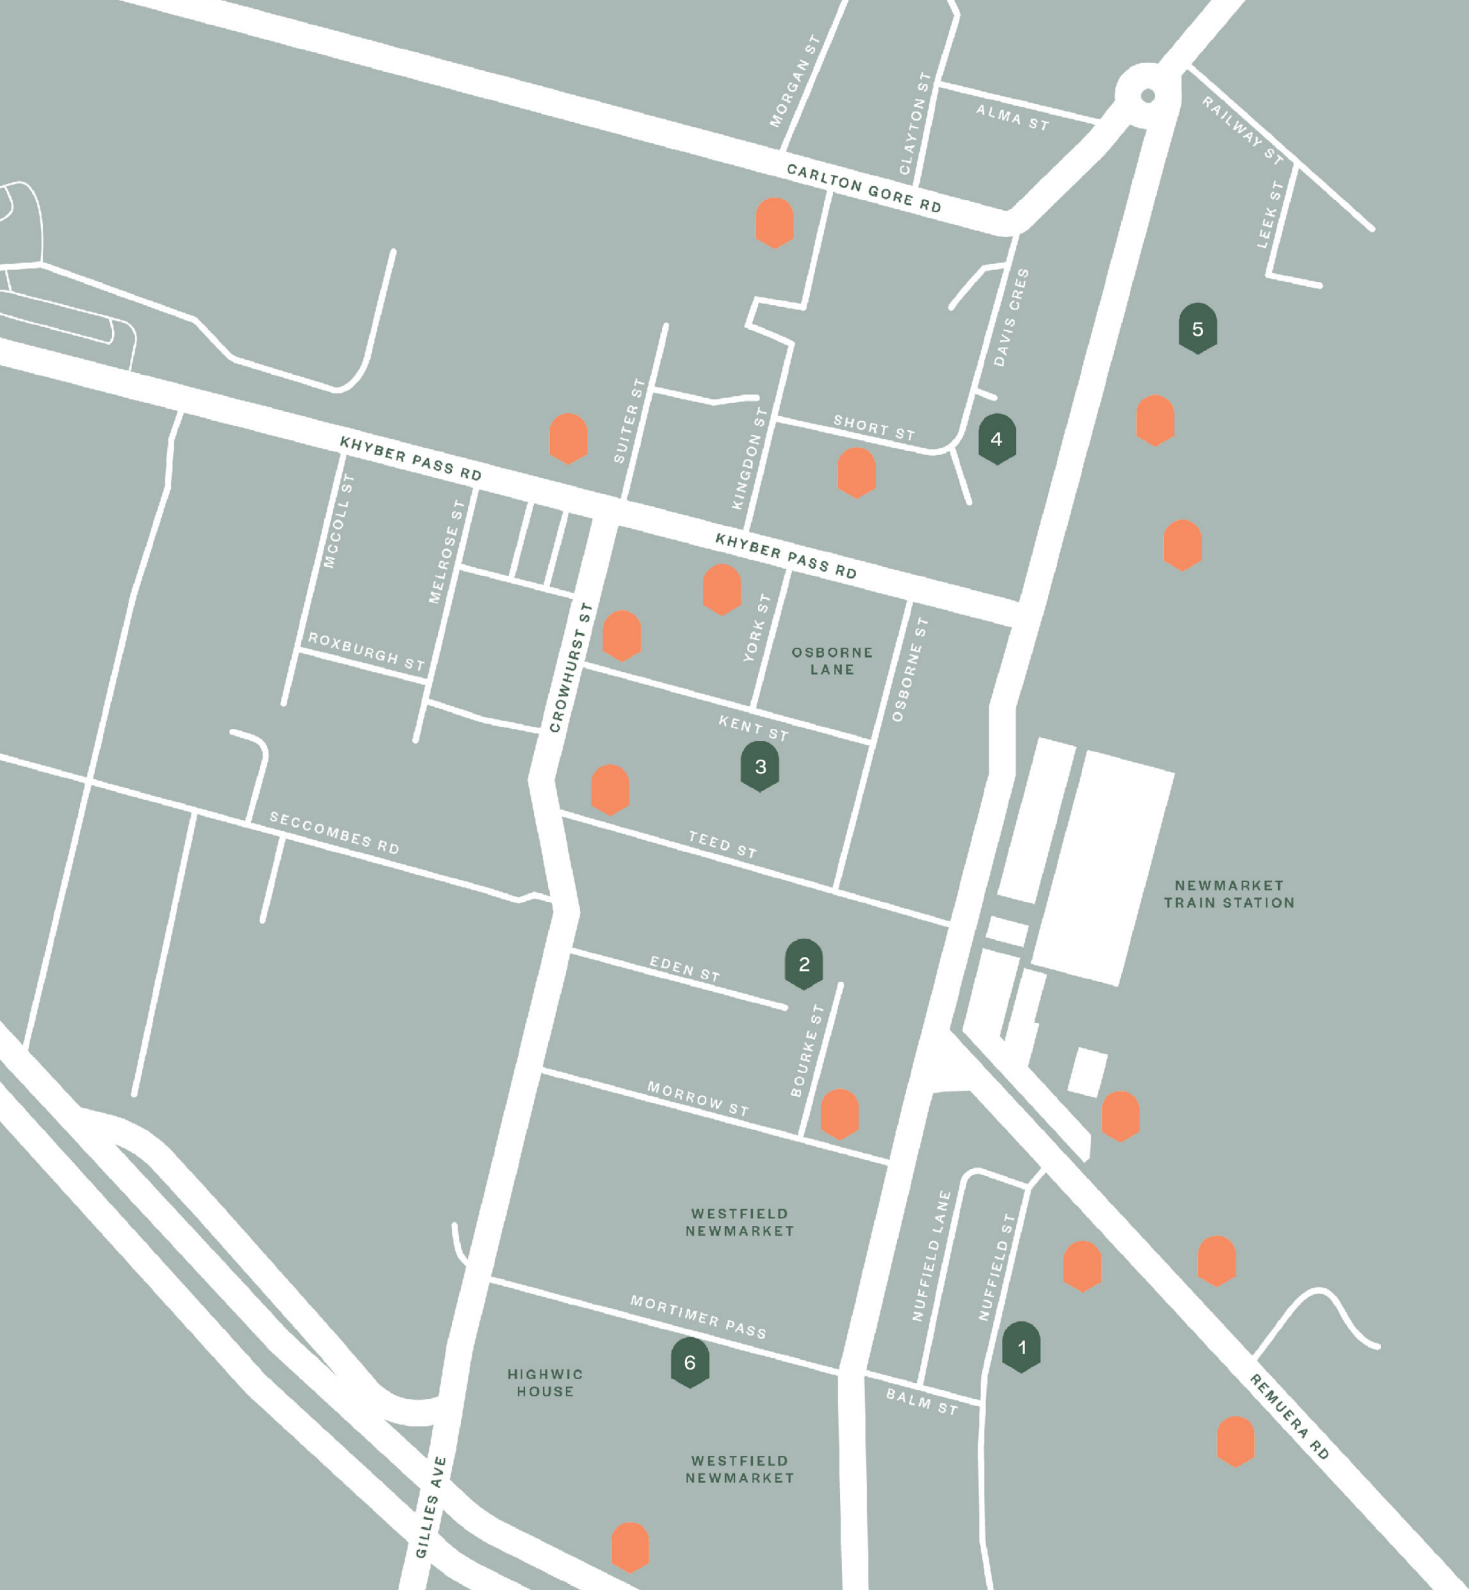 MORGAN ST
CLAYTON ST
ALMA ST
RAILWAY ST
CARLTON GORE RD
LEEK ST
DAVIS CRES
5
SUITER ST
KINGDON ST
SHORT ST
4
KHYBER PASS RD
MCCOLL ST
MELROSE ST
KHYBER PASS RD
CROWHURST ST
YORK ST
OSBORNE
LANE
OSBORNE ST
ROXBURGH ST
KENT ST
3
SECCOMBES RD
TEED ST
NEWMARKET
TRAIN STATION
2
EDEN ST
BOURKE ST
MORROW ST
WESTFIELD
NEWMARKET
NUFFIELD LANE
NUFFIELD ST
MORTIMER PASS
1
6
HIGHWIC
HOUSE
BALM ST
REMUERA RD
WESTFIELD
NEWMARKET
GILLIES AVE